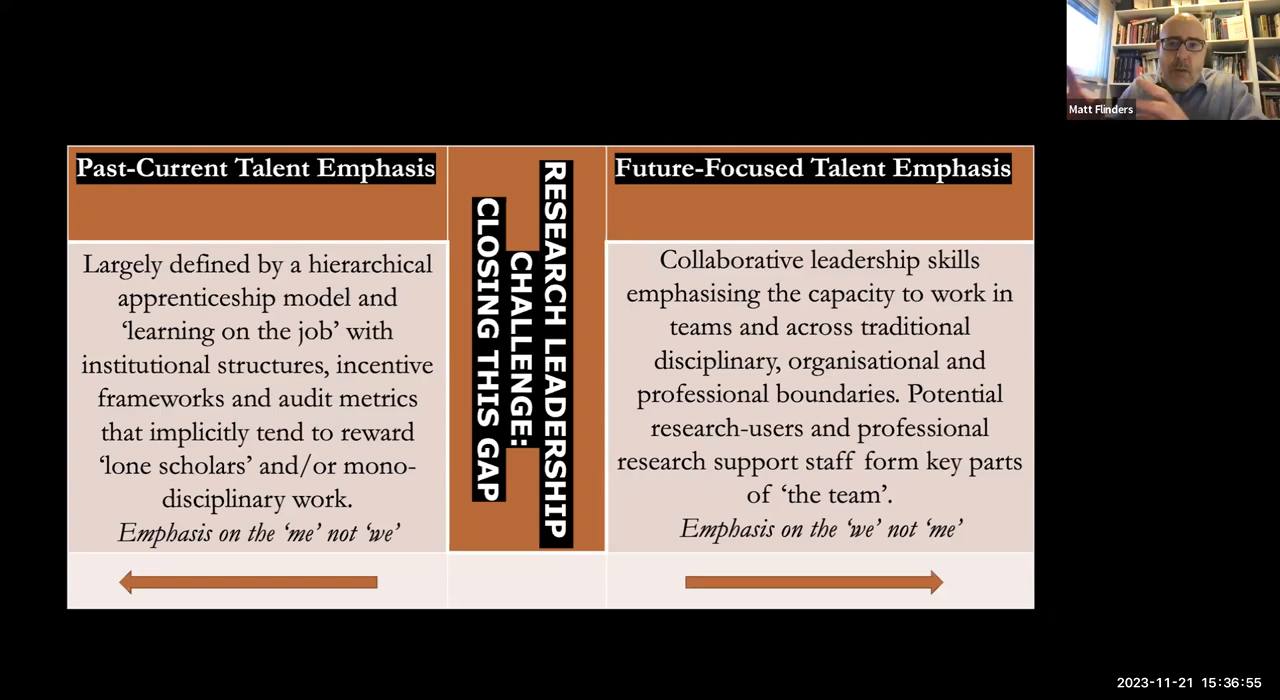 Matt Flinders
Past-Current Talent Emphasis
Largely defined by a hierarchical
apprenticeship model and
‘learning on the job’ with
institutional structures, incentive
frameworks and audit metrics
that implicitly tend to reward
‘lone scholars’ and/or mono-
disciplinary work.
Emphasis on the ‘me’ not ‘we’
RESEARCH LEADERSHIP
CHALLENGE:
CLOSING THIS GAP
Future-Focused Talent Emphasis
Collaborative leadership skills
emphasising the capacity to work in
teams and across traditional
disciplinary, organisational and
professional boundaries. Potential
research-users and professional
research support staff form key parts
of ‘the team’.
Emphasis on the ‘we’ not ‘me’
2023-11-21 15:36:55